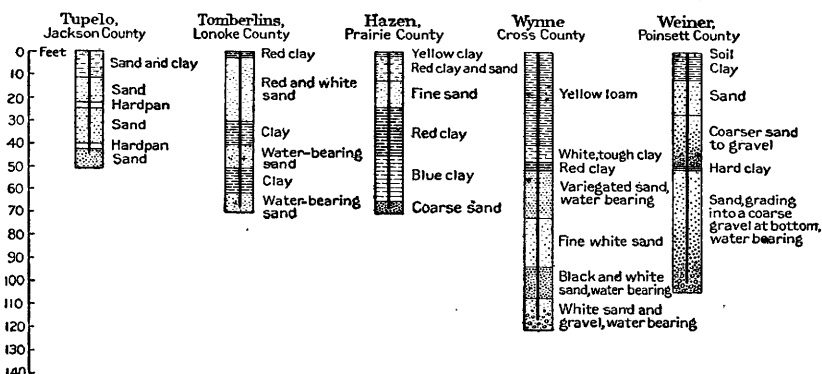 Tupelo,
Jackson County
Tomberlins,
Lonoke County
Hazen,
Prairie County
Wynne
Cross County
Weiner,
Poinsett County
0 Feet
10
20
30
40
50
60
70
80
90
100
110
120
130
140
Sand and clay
Sand
Hardpan
Sand
Hardpan
Sand
Red clay
Red and white
sand
Clay
Water-bearing
sand
Clay
Water-bearing
sand
Yellow clay
Red clay and sand
Fine sand
Red clay
Blue clay
Coarse sand
Yellow loam
White, tough clay
Red clay
Variegated sand,
water bearing
Fine white sand
Black and white
sand, water bearing
White sand and
gravel, water bearing
Soil
Clay
Sand
Coarser sand
to gravel
Hard clay
Sand, grading
into a coarse
gravel at bottom,
water bearing